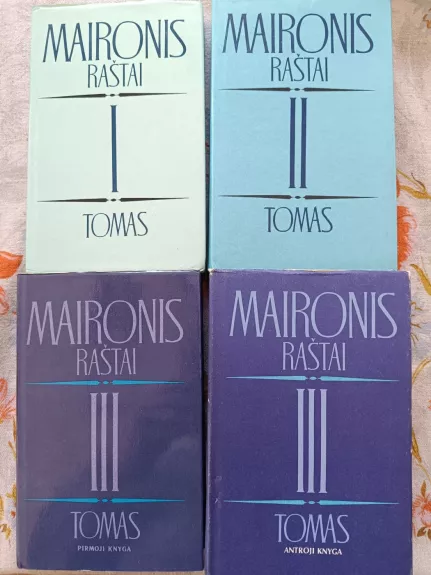 MAIRONIS
RAŠTAI
I
TOMAS
MAIRONIS
RAŠTAI
II
TOMAS
MAIRONIS
RAŠTAI
III
TOMAS
PIRMOJI KNYGA
MAIRONIS
RAŠTAI
III
TOMAS
ANTROJI KNYGA